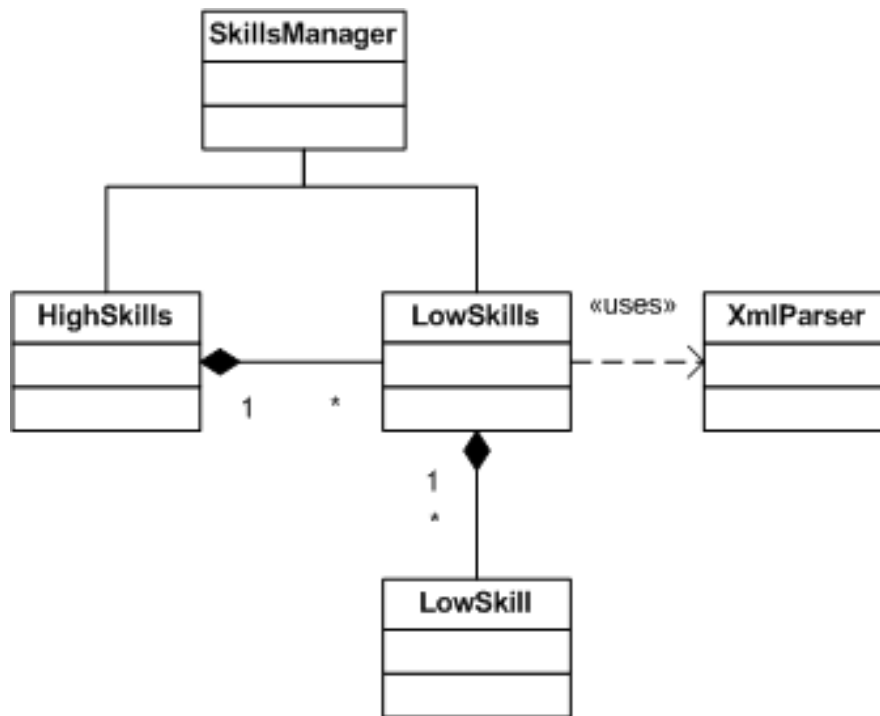 SkillsManager
HighSkills
LowSkills
«uses»
XmlParser
1
*
1
*
LowSkill